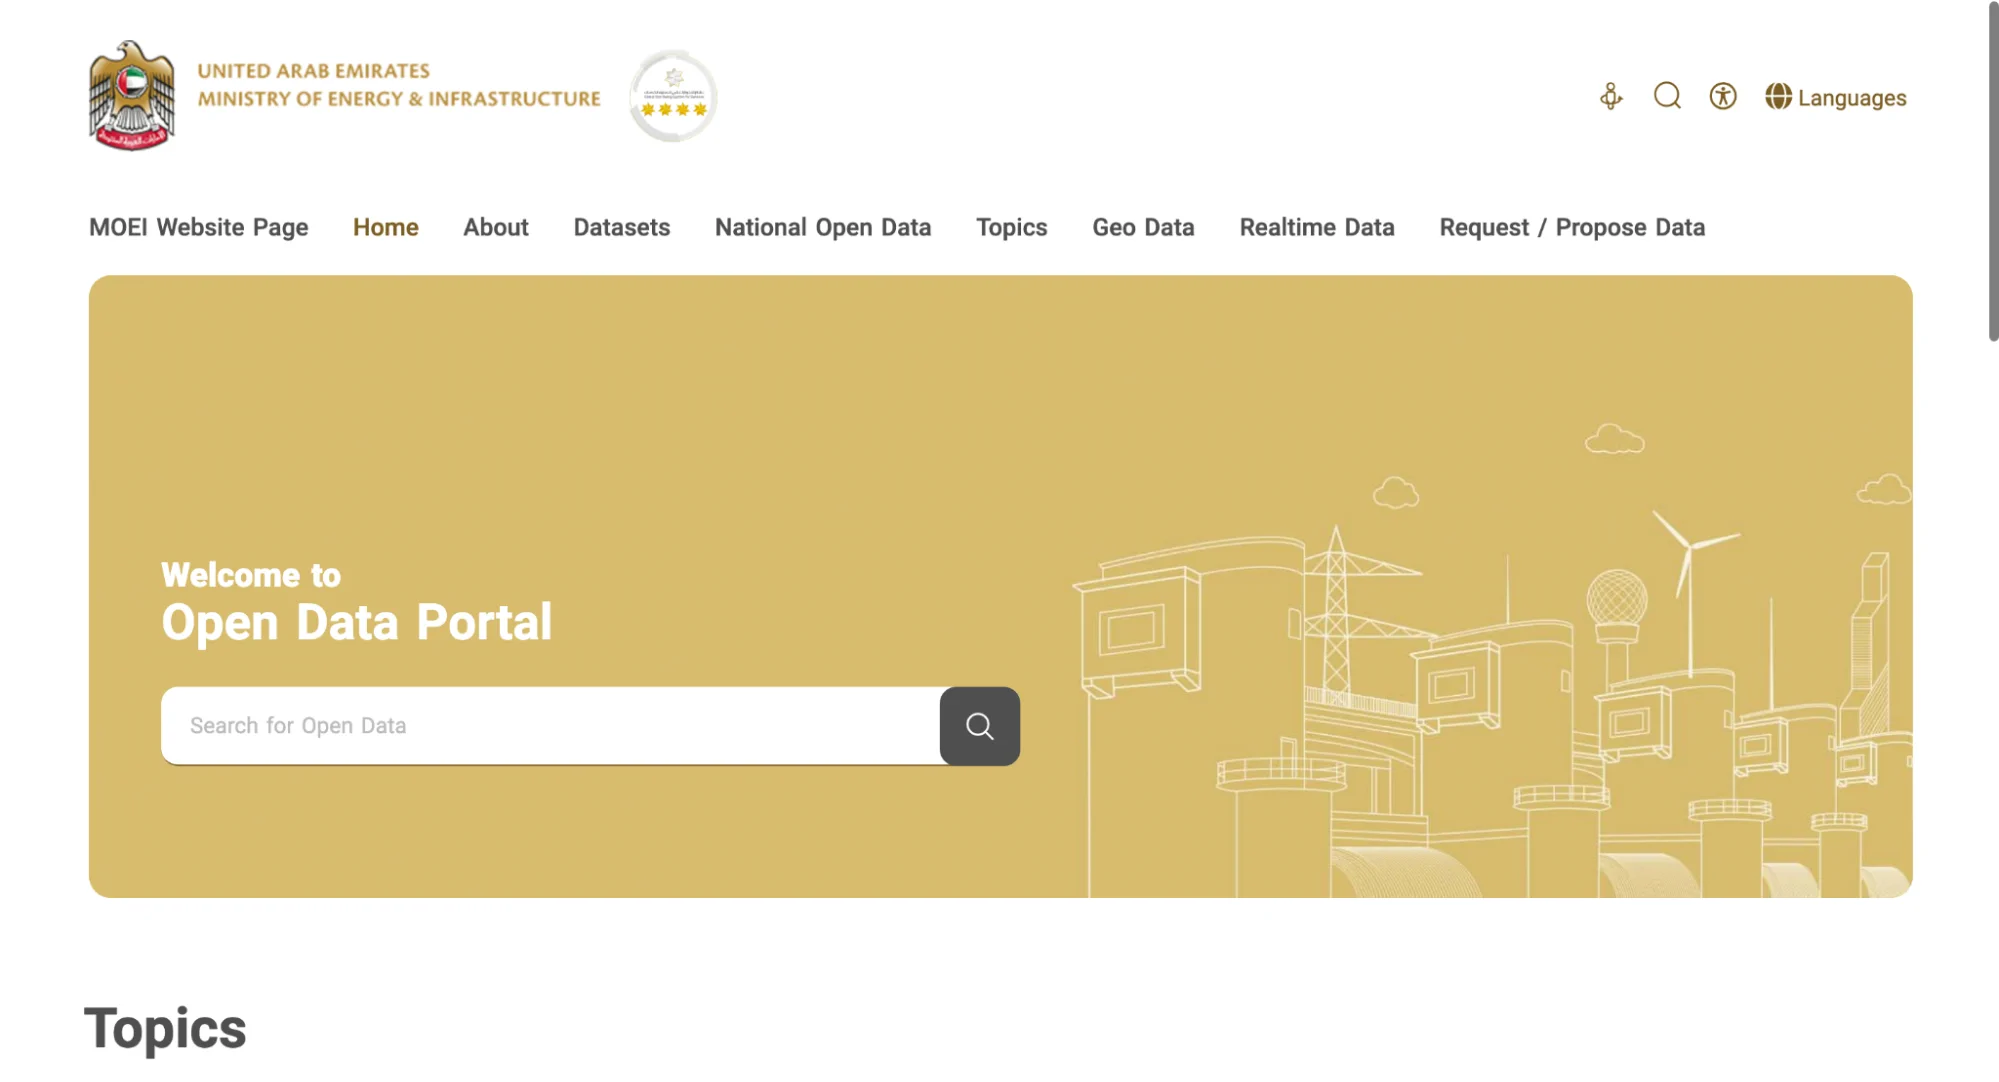 UNITED ARAB EMIRATES
MINISTRY OF ENERGY & INFRASTRUCTURE
Languages
MOEI Website Page
Home
About
Datasets
National Open Data
Topics
Geo Data
Realtime Data
Request / Propose Data
Welcome to
Open Data Portal
Search for Open Data
Topics